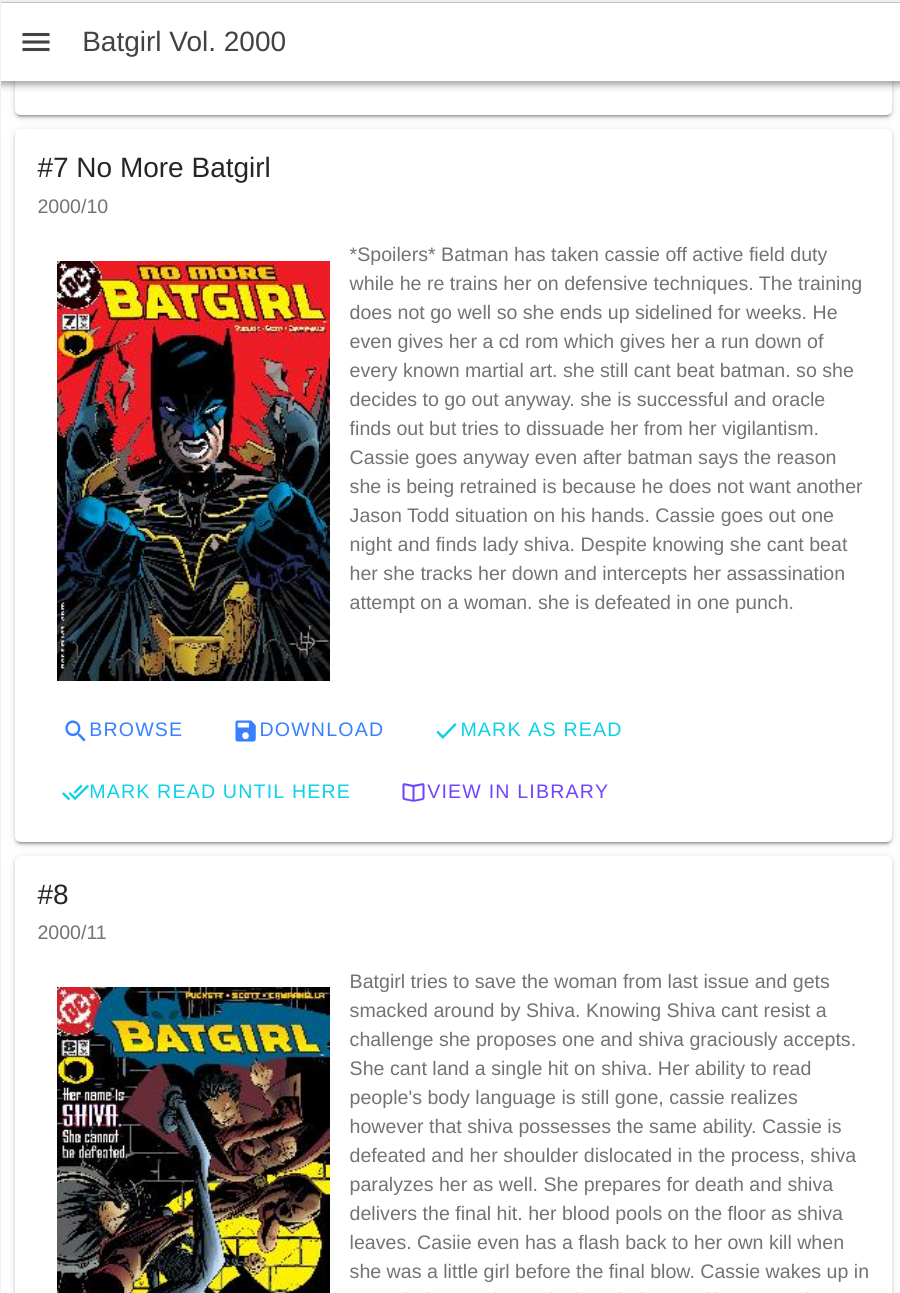 Batgirl Vol. 2000
#7 No More Batgirl
2000/10
NO MORE
BATGIRL
DC
7
*Spoilers* Batman has taken cassie off active field duty
while he re trains her on defensive techniques. The training
does not go well so she ends up sidelined for weeks. He
even gives her a cd rom which gives her a run down of
every known martial art. she still cant beat batman. so she
decides to go out anyway. she is successful and oracle
finds out but tries to dissuade her from her vigilantism.
Cassie goes anyway even after batman says the reason
she is being retrained is because he does not want another
Jason Todd situation on his hands. Cassie goes out one
night and finds lady shiva. Despite knowing she cant beat
her she tracks her down and intercepts her assassination
attempt on a woman. she is defeated in one punch.
BROWSE
DOWNLOAD
MARK AS READ
MARK READ UNTIL HERE
VIEW IN LIBRARY
#8
2000/11
DC
PUCKETT • SCOTT • CAMPANELLA
BATGIRL
8
Her name is
SHIVA.
She cannot
be defeated.
Batgirl tries to save the woman from last issue and gets
smacked around by Shiva. Knowing Shiva cant resist a
challenge she proposes one and shiva graciously accepts.
She cant land a single hit on shiva. Her ability to read
people's body language is still gone, cassie realizes
however that shiva possesses the same ability. Cassie is
defeated and her shoulder dislocated in the process, shiva
paralyzes her as well. She prepares for death and shiva
delivers the final hit. her blood pools on the floor as shiva
leaves. Casiie even has a flash back to her own kill when
she was a little girl before the final blow. Cassie wakes up in